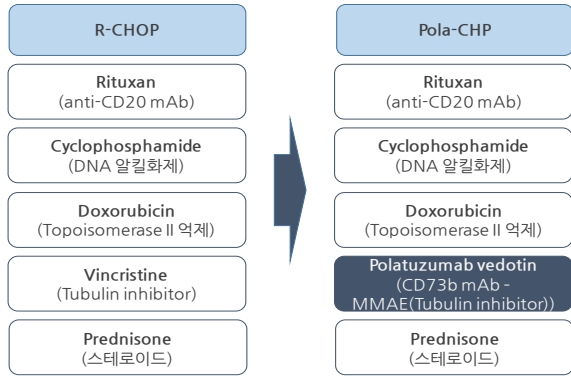 R-CHOP
Rituxan
(anti-CD20 mAb)
Cyclophosphamide
(DNA 알킬화제)
Doxorubicin
(Topoisomerase II 억제)
Vincristine
(Tubulin inhibitor)
Prednisone
(스테로이드)
Pola-CHP
Rituxan
(anti-CD20 mAb)
Cyclophosphamide
(DNA 알킬화제)
Doxorubicin
(Topoisomerase II 억제)
Polatuzumab vedotin
(CD73b mAb -
MMAE(Tubulin inhibitor))
Prednisone
(스테로이드)